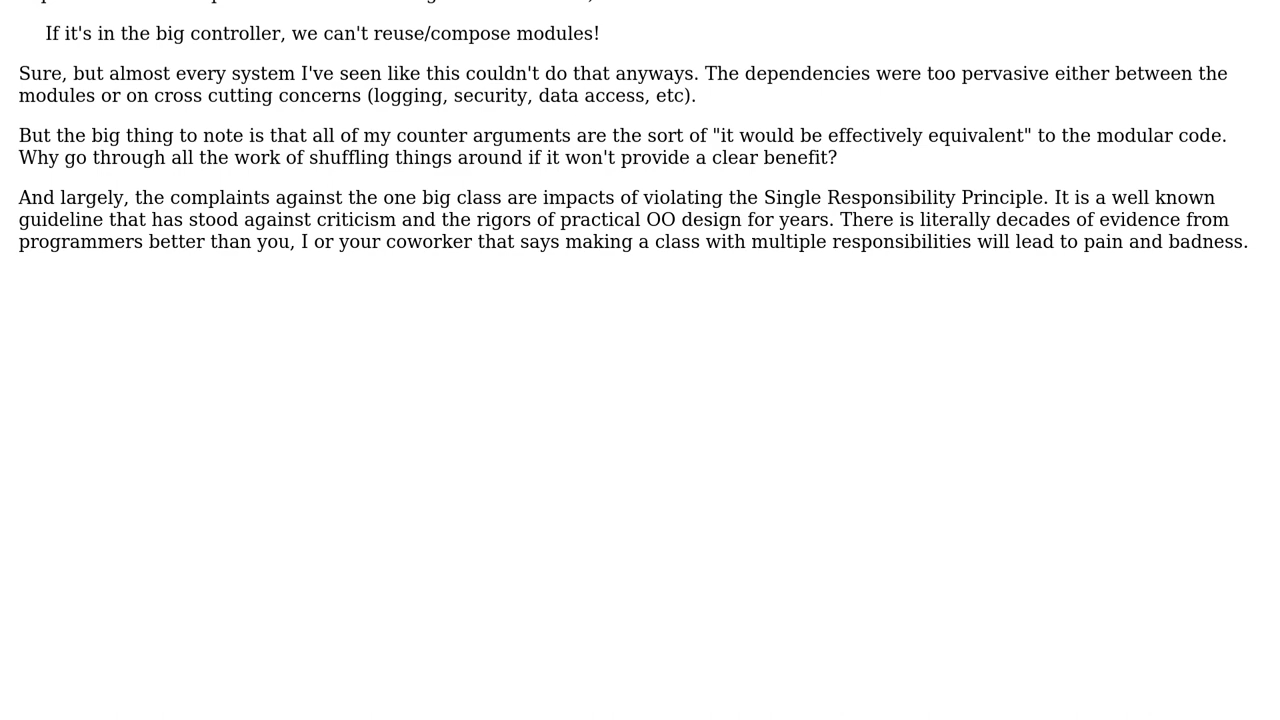 If it's in the big controller, we can't reuse/compose modules!
Sure, but almost every system I've seen like this couldn't do that anyways. The dependencies were too pervasive either between the
modules or on cross cutting concerns (logging, security, data access, etc).
But the big thing to note is that all of my counter arguments are the sort of "it would be effectively equivalent" to the modular code.
Why go through all the work of shuffling things around if it won't provide a clear benefit?
And largely, the complaints against the one big class are impacts of violating the Single Responsibility Principle. It is a well known
guideline that has stood against criticism and the rigors of practical OO design for years. There is literally decades of evidence from
programmers better than you, I or your coworker that says making a class with multiple responsibilities will lead to pain and badness.